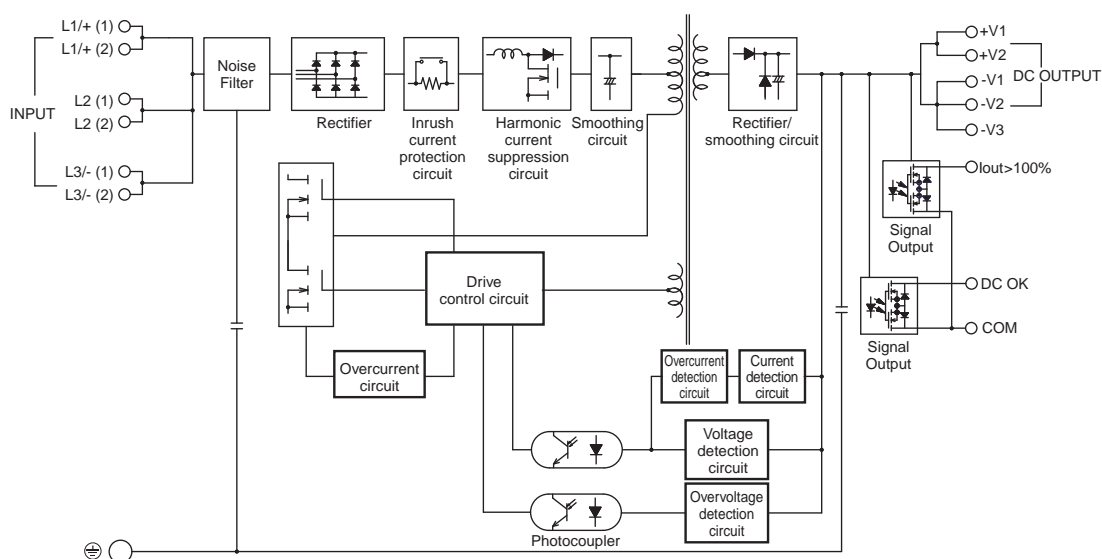 L1/+ (1)
L1/+ (2)
INPUT
L2 (1)
L2 (2)
L3/- (1)
L3/- (2)
Noise
Filter
Rectifier
Inrush
current
protection
circuit
Harmonic
current
suppression
circuit
Smoothing
circuit
Rectifier/
smoothing circuit
+V1
+V2
DC OUTPUT
-V1
-V2
-V3
Iout>100%
Signal
Output
DC OK
COM
Signal
Output
Drive
control circuit
Overcurrent
circuit
Overcurrent
detection
circuit
Current
detection
circuit
Voltage
detection
circuit
Overvoltage
detection
circuit
Photocoupler